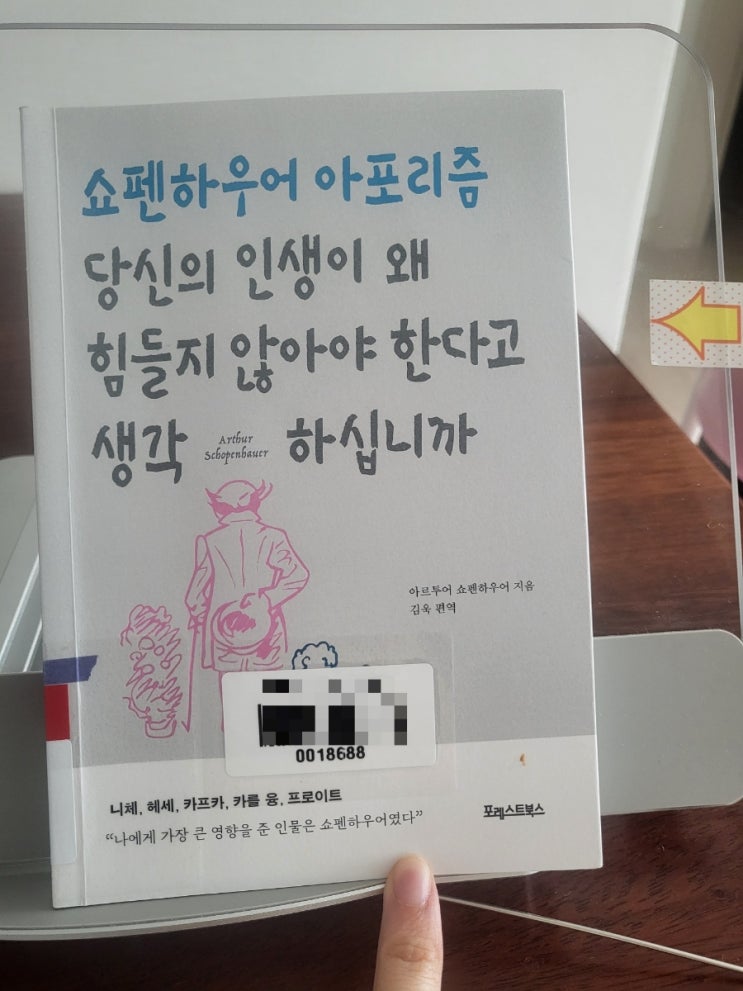 쇼펜하우어 아포리즘
당신의 인생이 왜
힘들지 않아야 한다고
생각 하십니까
Arthur
Schopenhauer
아르투어 쇼펜하우어 지음
김욱 편역
0018688
니체, 헤세, 카프카, 카를 융, 프로이트
“나에게 가장 큰 영향을 준 인물은 쇼펜하우어였다”
포레스트북스